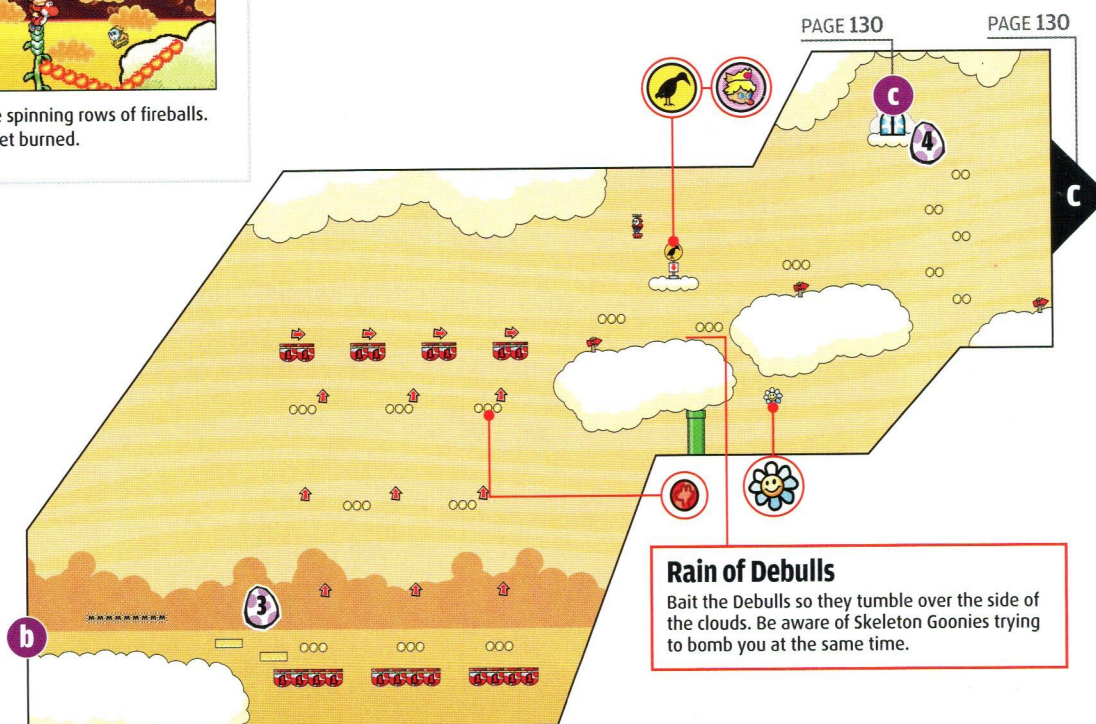 spinning rows of fireballs.
et burned.
PAGE 130
PAGE 130
C
4
C
3
b
Rain of Debulls
Bait the Debulls so they tumble over the side of
the clouds. Be aware of Skeleton Goonies trying
to bomb you at the same time.